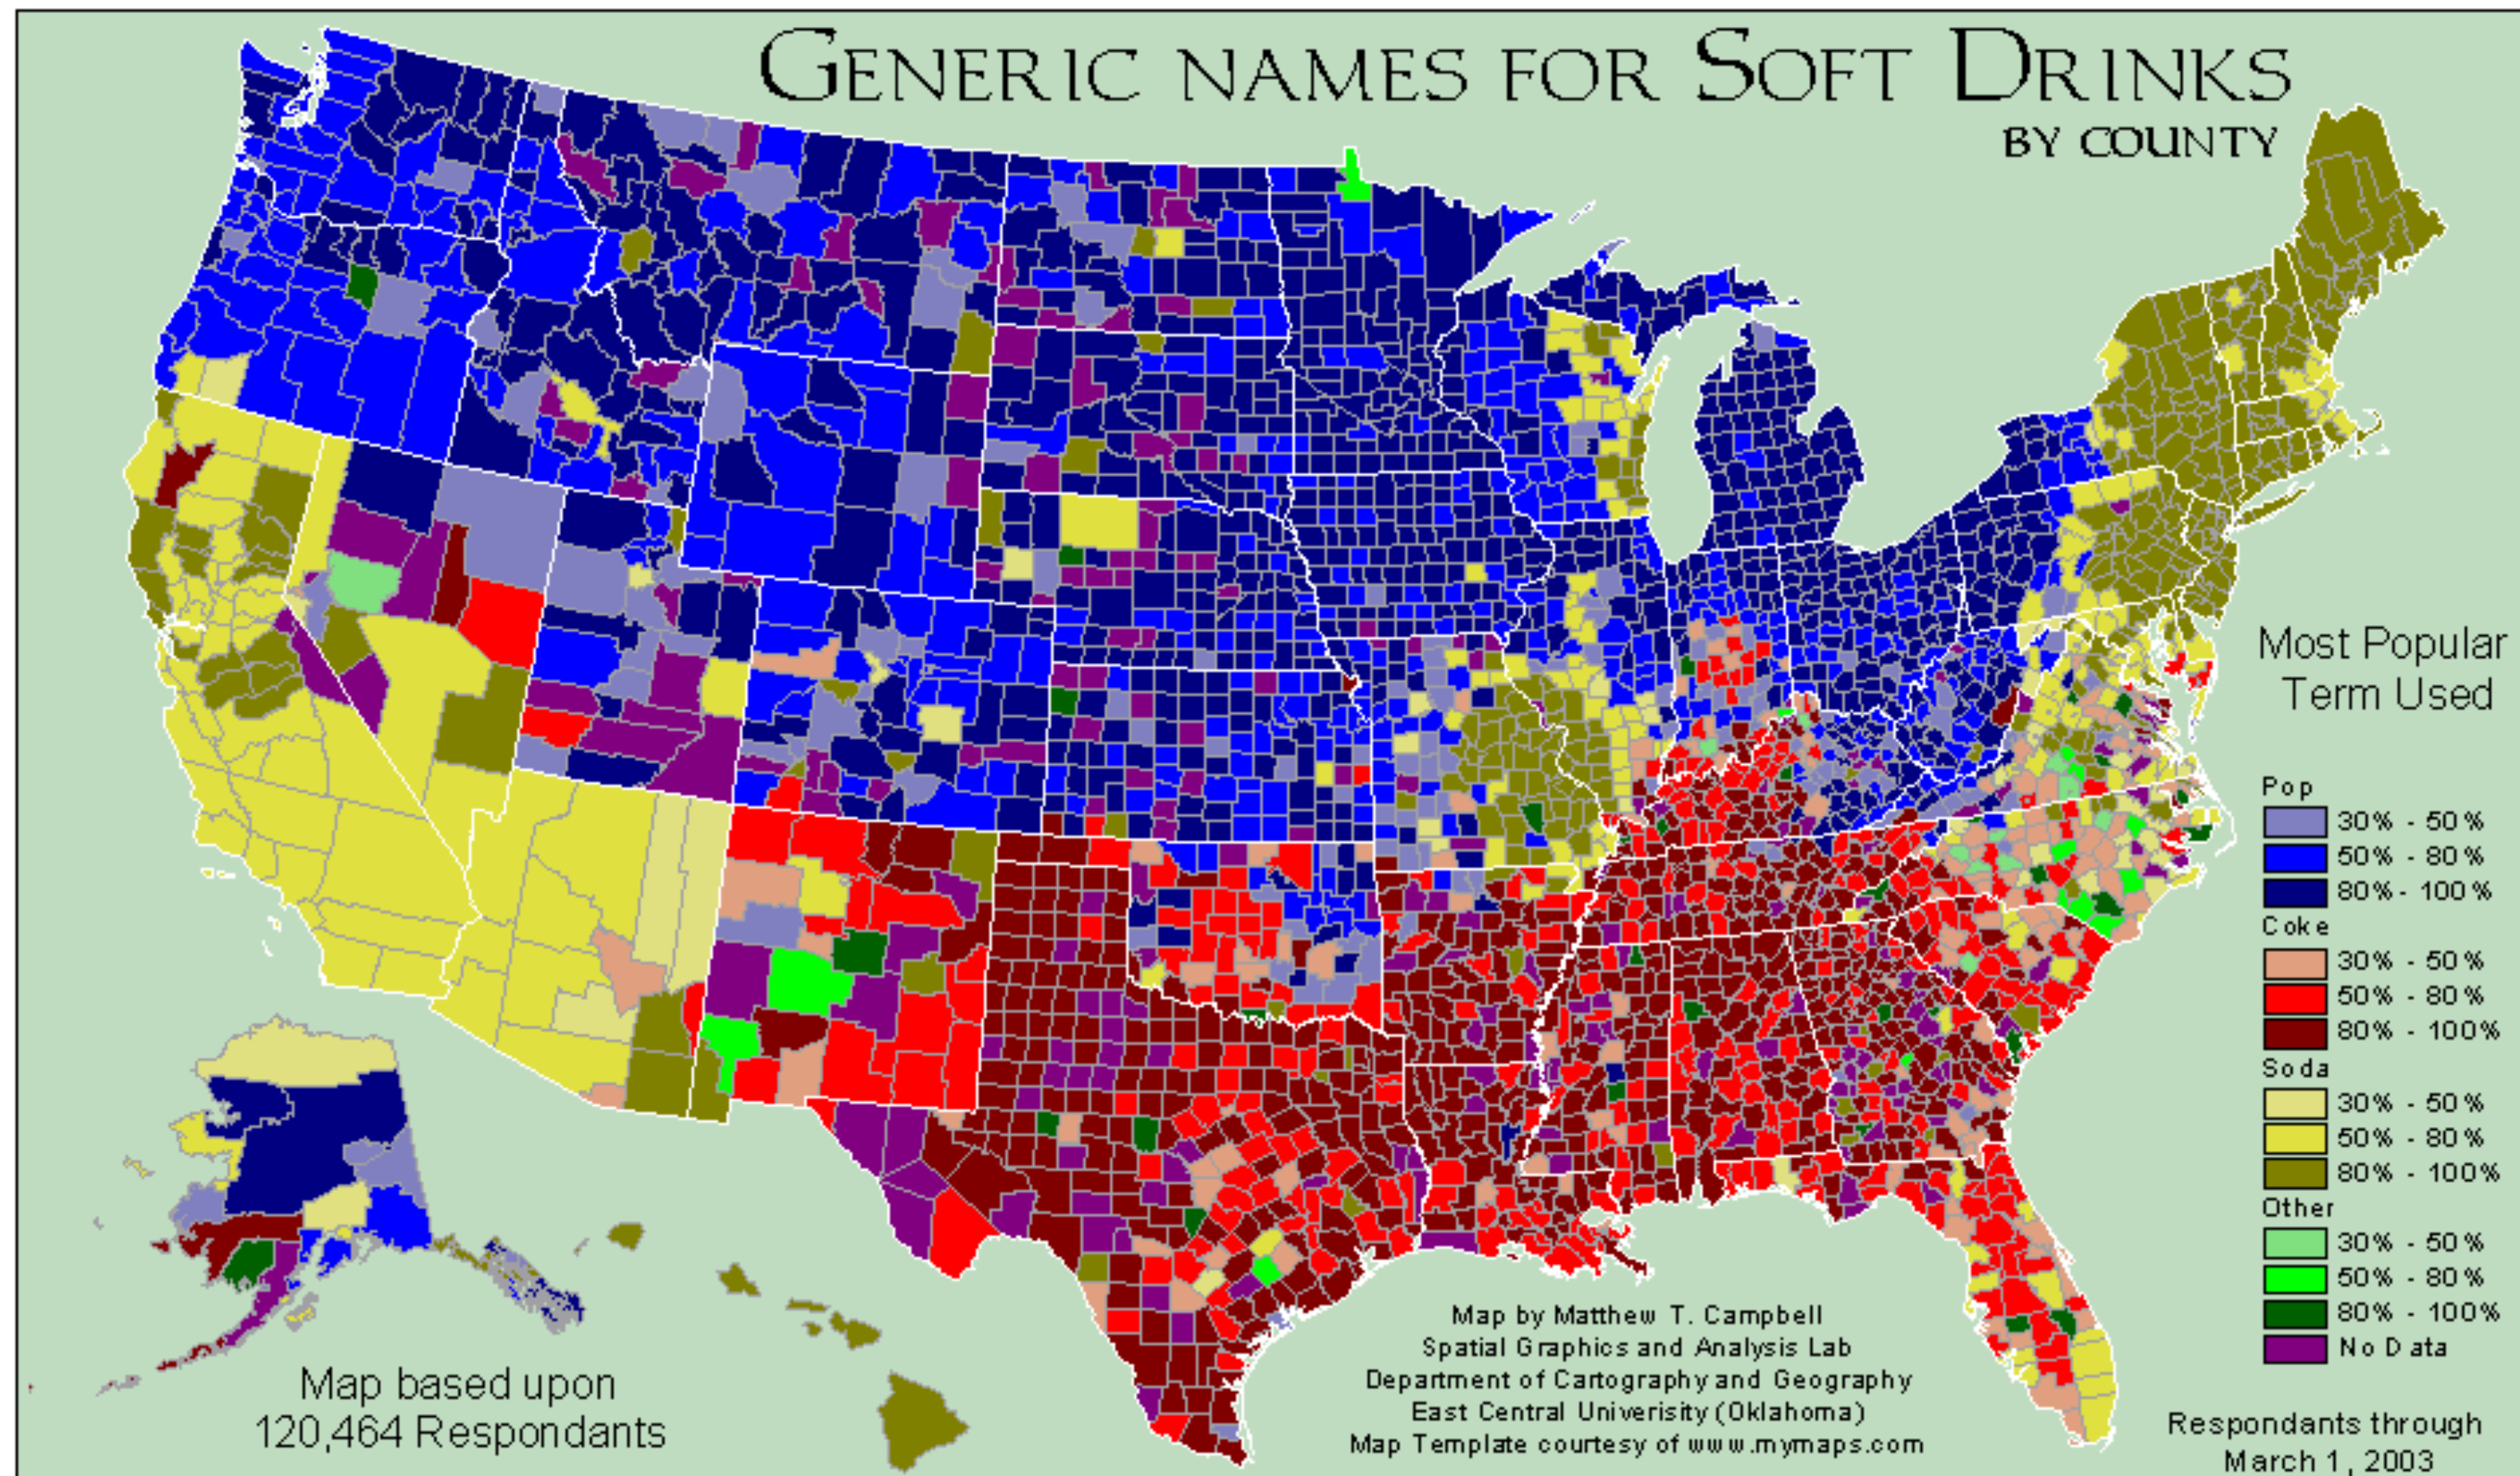 GENERIC NAMES FOR SOFT DRINKS
BY COUNTY
Most Popular
Term Used
Pop
30% - 50%
50% - 80%
80% - 100%
Coke
30% - 50%
50% - 80%
80% - 100%
Soda
30% - 50%
50% - 80%
80% - 100%
Other
30% - 50%
50% - 80%
80% - 100%
No Data
Map based upon
120,464 Respondants
Map by Matthew T. Campbell
Spatial Graphics and Analysis Lab
Department of Cartography and Geography
East Central Univerisity (Oklahoma)
Map Template courtesy of www.mymaps.com
Respondants through
March 1, 2003